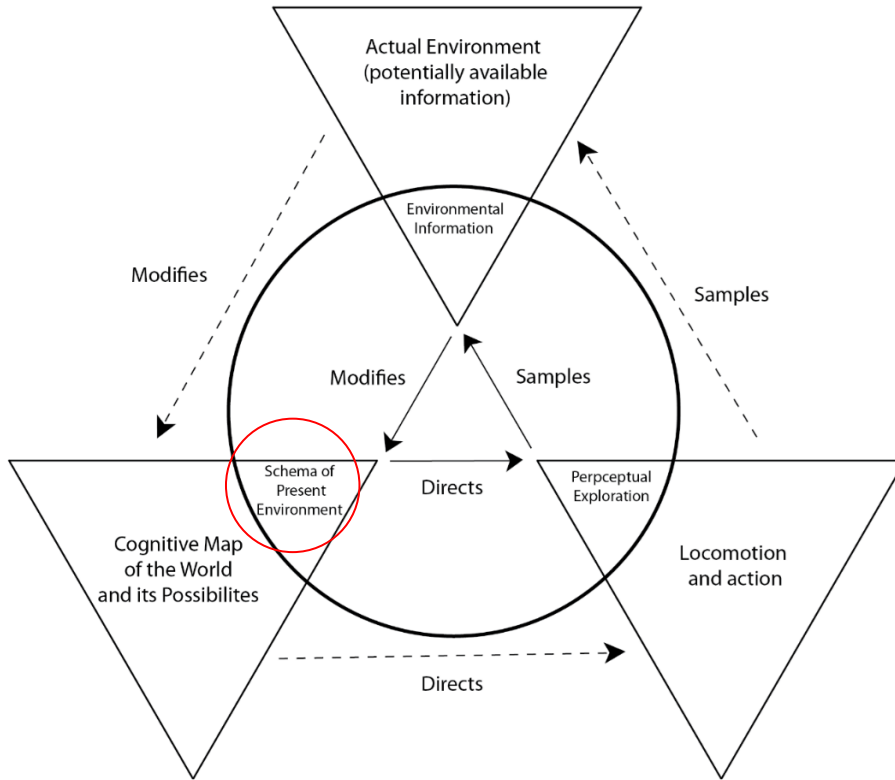 Actual Environment
(potentially available
information)
Environmental
Information
Modifies
Samples
Modifies
Samples
Schema of
Present
Environment
Directs
Perpceptual
Exploration
Cognitive Map
of the World
and its Possibilites
Locomotion
and action
Directs